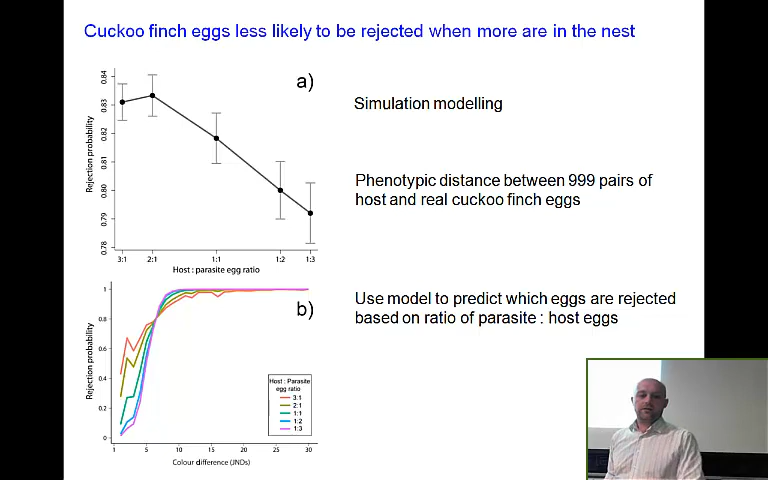 Cuckoo finch eggs less likely to be rejected when more are in the nest
a)
Rejection probability
0.84
0.83
0.82
0.81
0.80
0.79
0.78
3:1 2:1 1:1 1:2 1:3
Host : parasite egg ratio
Simulation modelling
Phenotypic distance between 999 pairs of
host and real cuckoo finch eggs
Use model to predict which eggs are rejected
based on ratio of parasite : host eggs
b)
Rejection probability
1
0.8
0.6
0.4
0.2
0
Host : Parasite
egg ratio
3:1
2:1
1:1
1:2
1:3
1 5 10 15 20 25 30
Colour difference (JNDs)